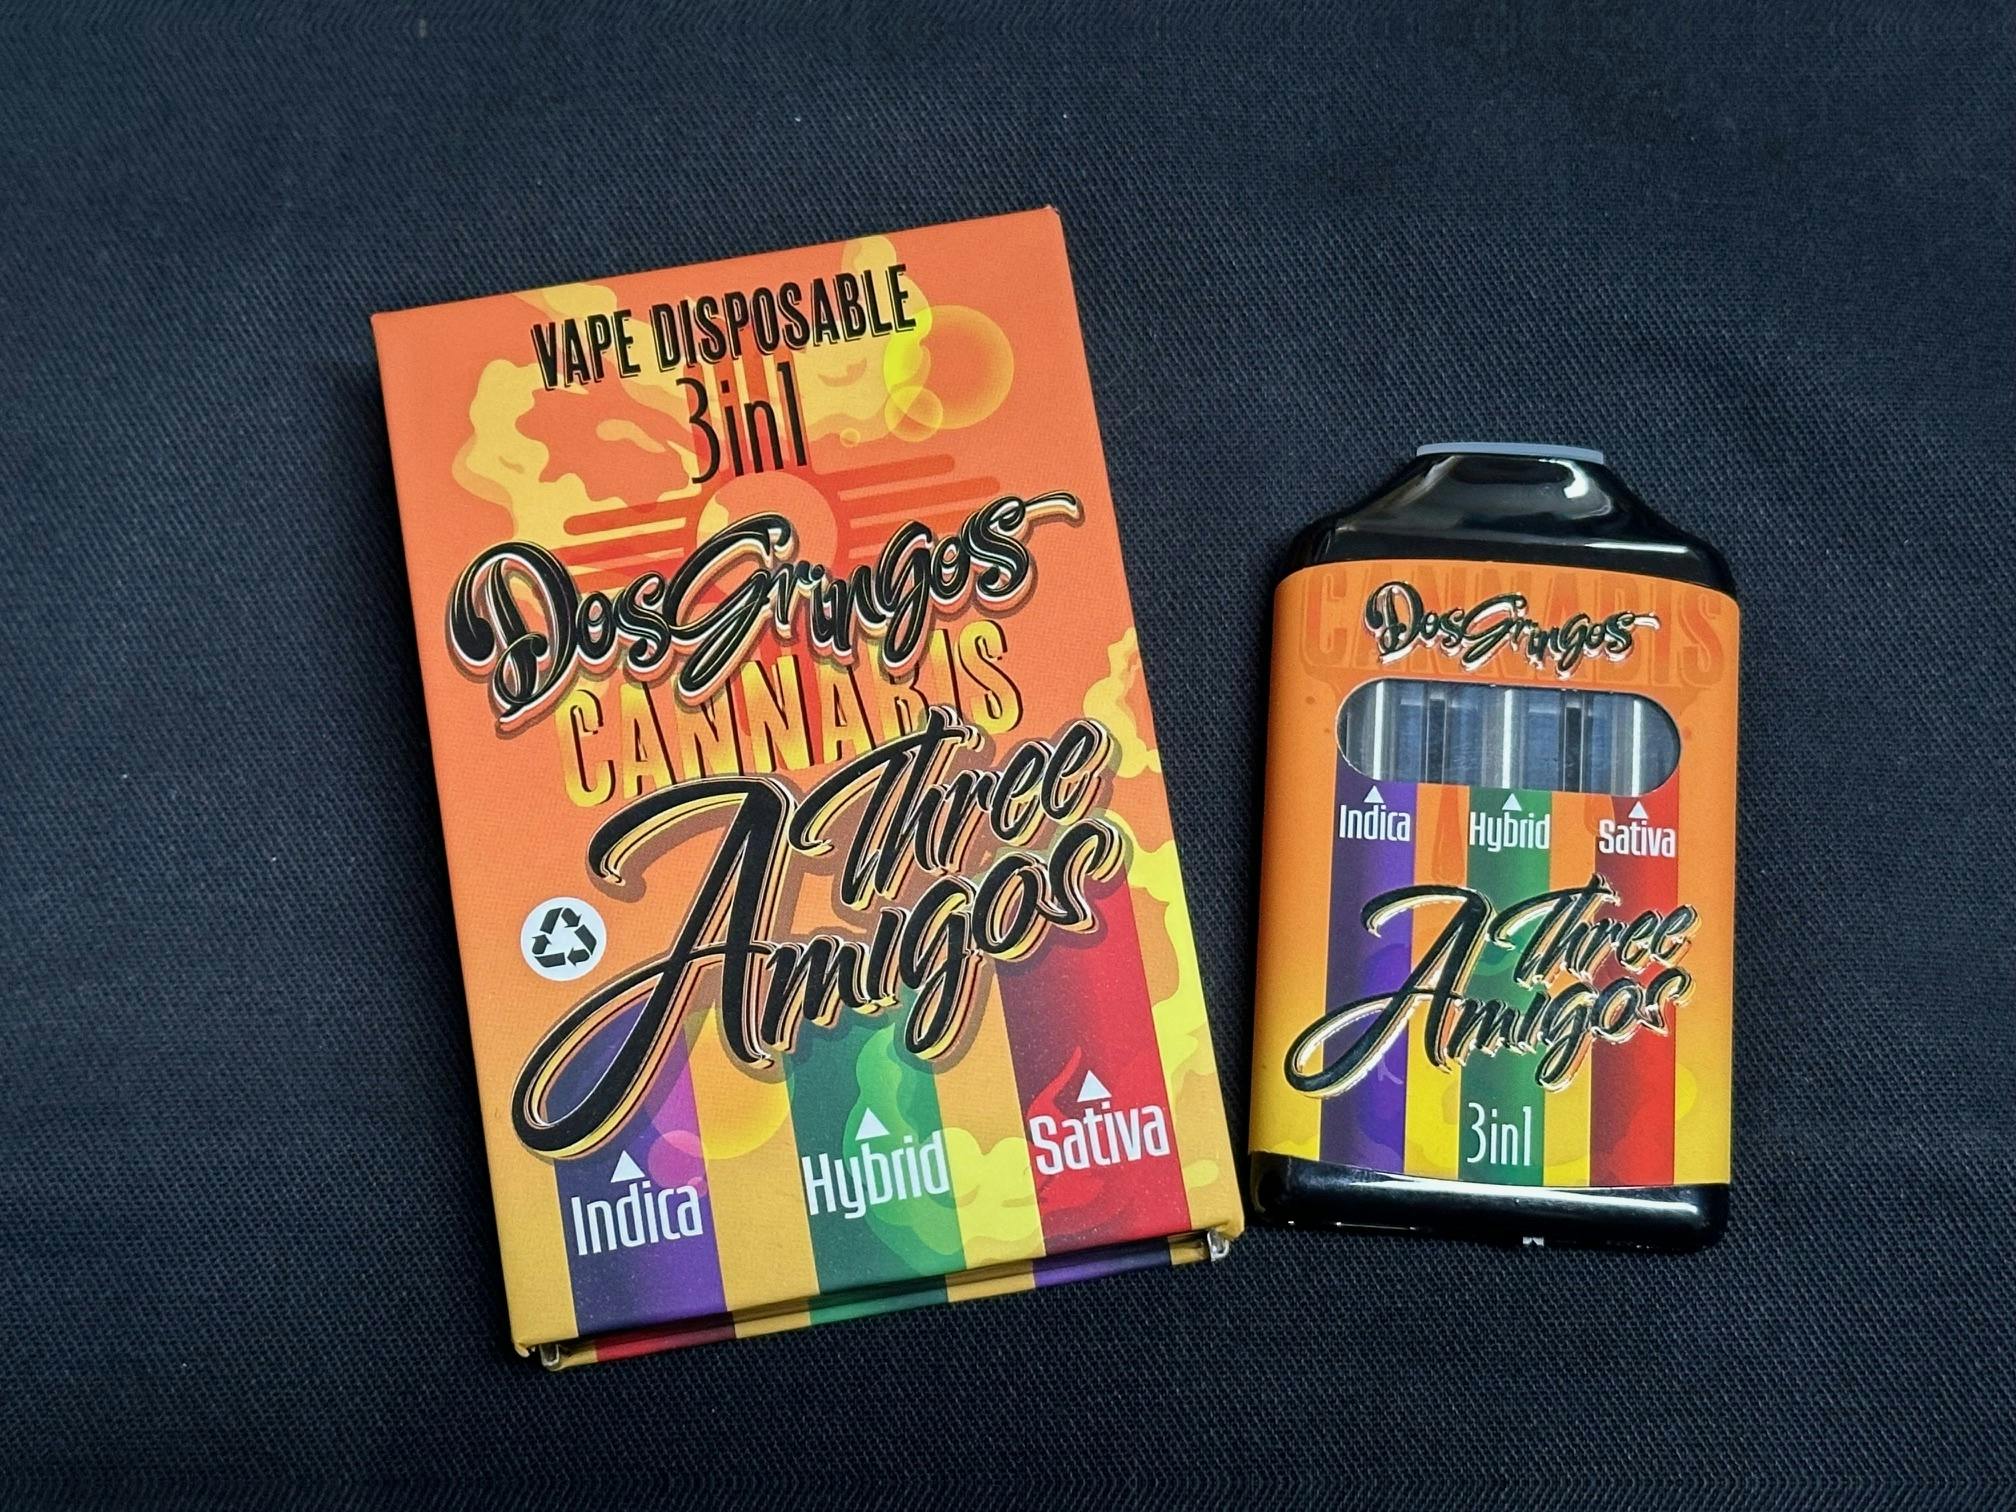 VAPE DISPOSABLE
3in1
DosGringos
CANNABIS
Three
Amigos
Indica
Hybrid
Sativa
CANNABIS
DosGringos
Indica
Hybrid
Sativa
Three
Amigos
3in1